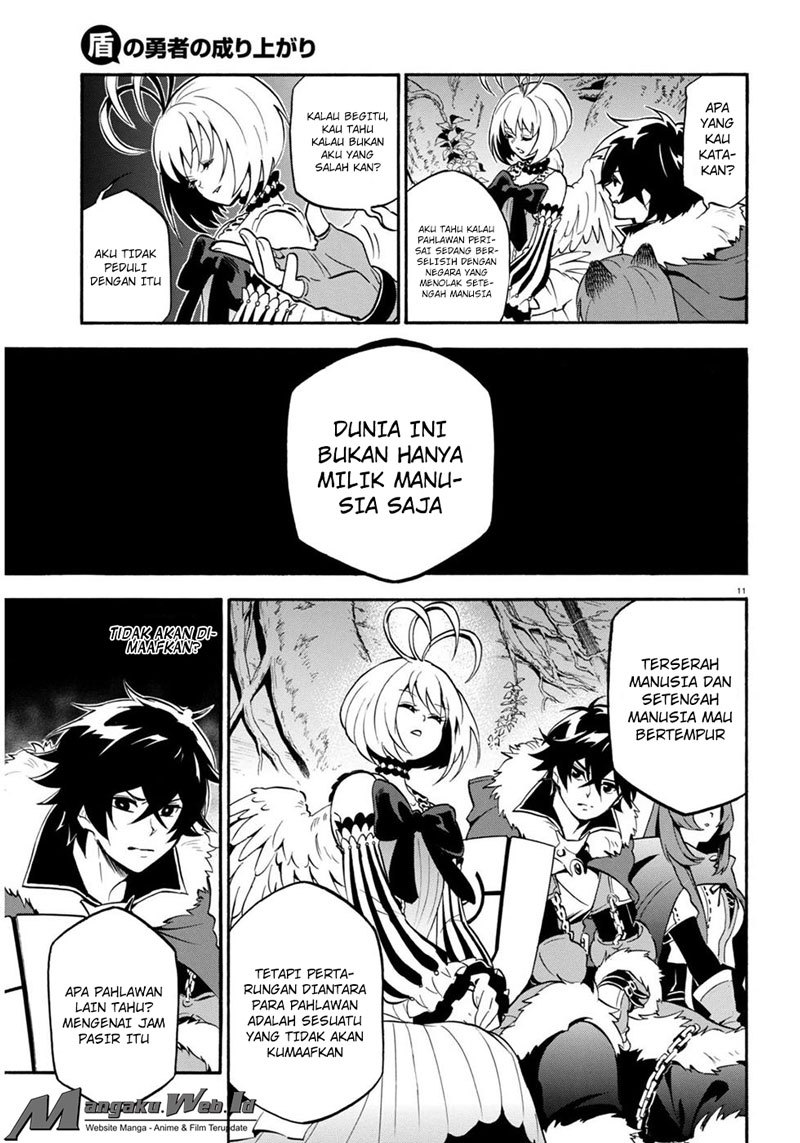 盾の勇者の成り上がり
APA
YANG
KAU
KATA-
KAN?
AKU TAHU KALAU
PAHLAWAN PERI-
SAI SEDANG BER-
SELISIH DENGAN
NEGARA YANG
MENOLAK SETE-
NGAH MANUSIA
KALAU BEGITU,
KAU TAHU
KALAU BUKAN
AKU YANG
SALAH KAN?
AKU TIDAK
PEDULI
DENGAN ITU
DUNIA INI
BUKAN HANYA
MILIK MANU-
SIA SAJA
11
TERSERAH
MANUSIA DAN
SETENGAH
MANUSIA MAU
BERTEMPUR
TETAPI PERTA-
RUNGAN DIANTARA
PARA PAHLAWAN
ADALAH SESUATU
YANG TIDAK AKAN
KUMAAFKAN
TIDAK AKAN DI-
MAAFKAN?
APA PAHLAWAN
LAIN TAHU?
MENGENAI JAM
PASIR ITU
Mangaku.Web.Id
Website Manga - Anime & Film Terupdate